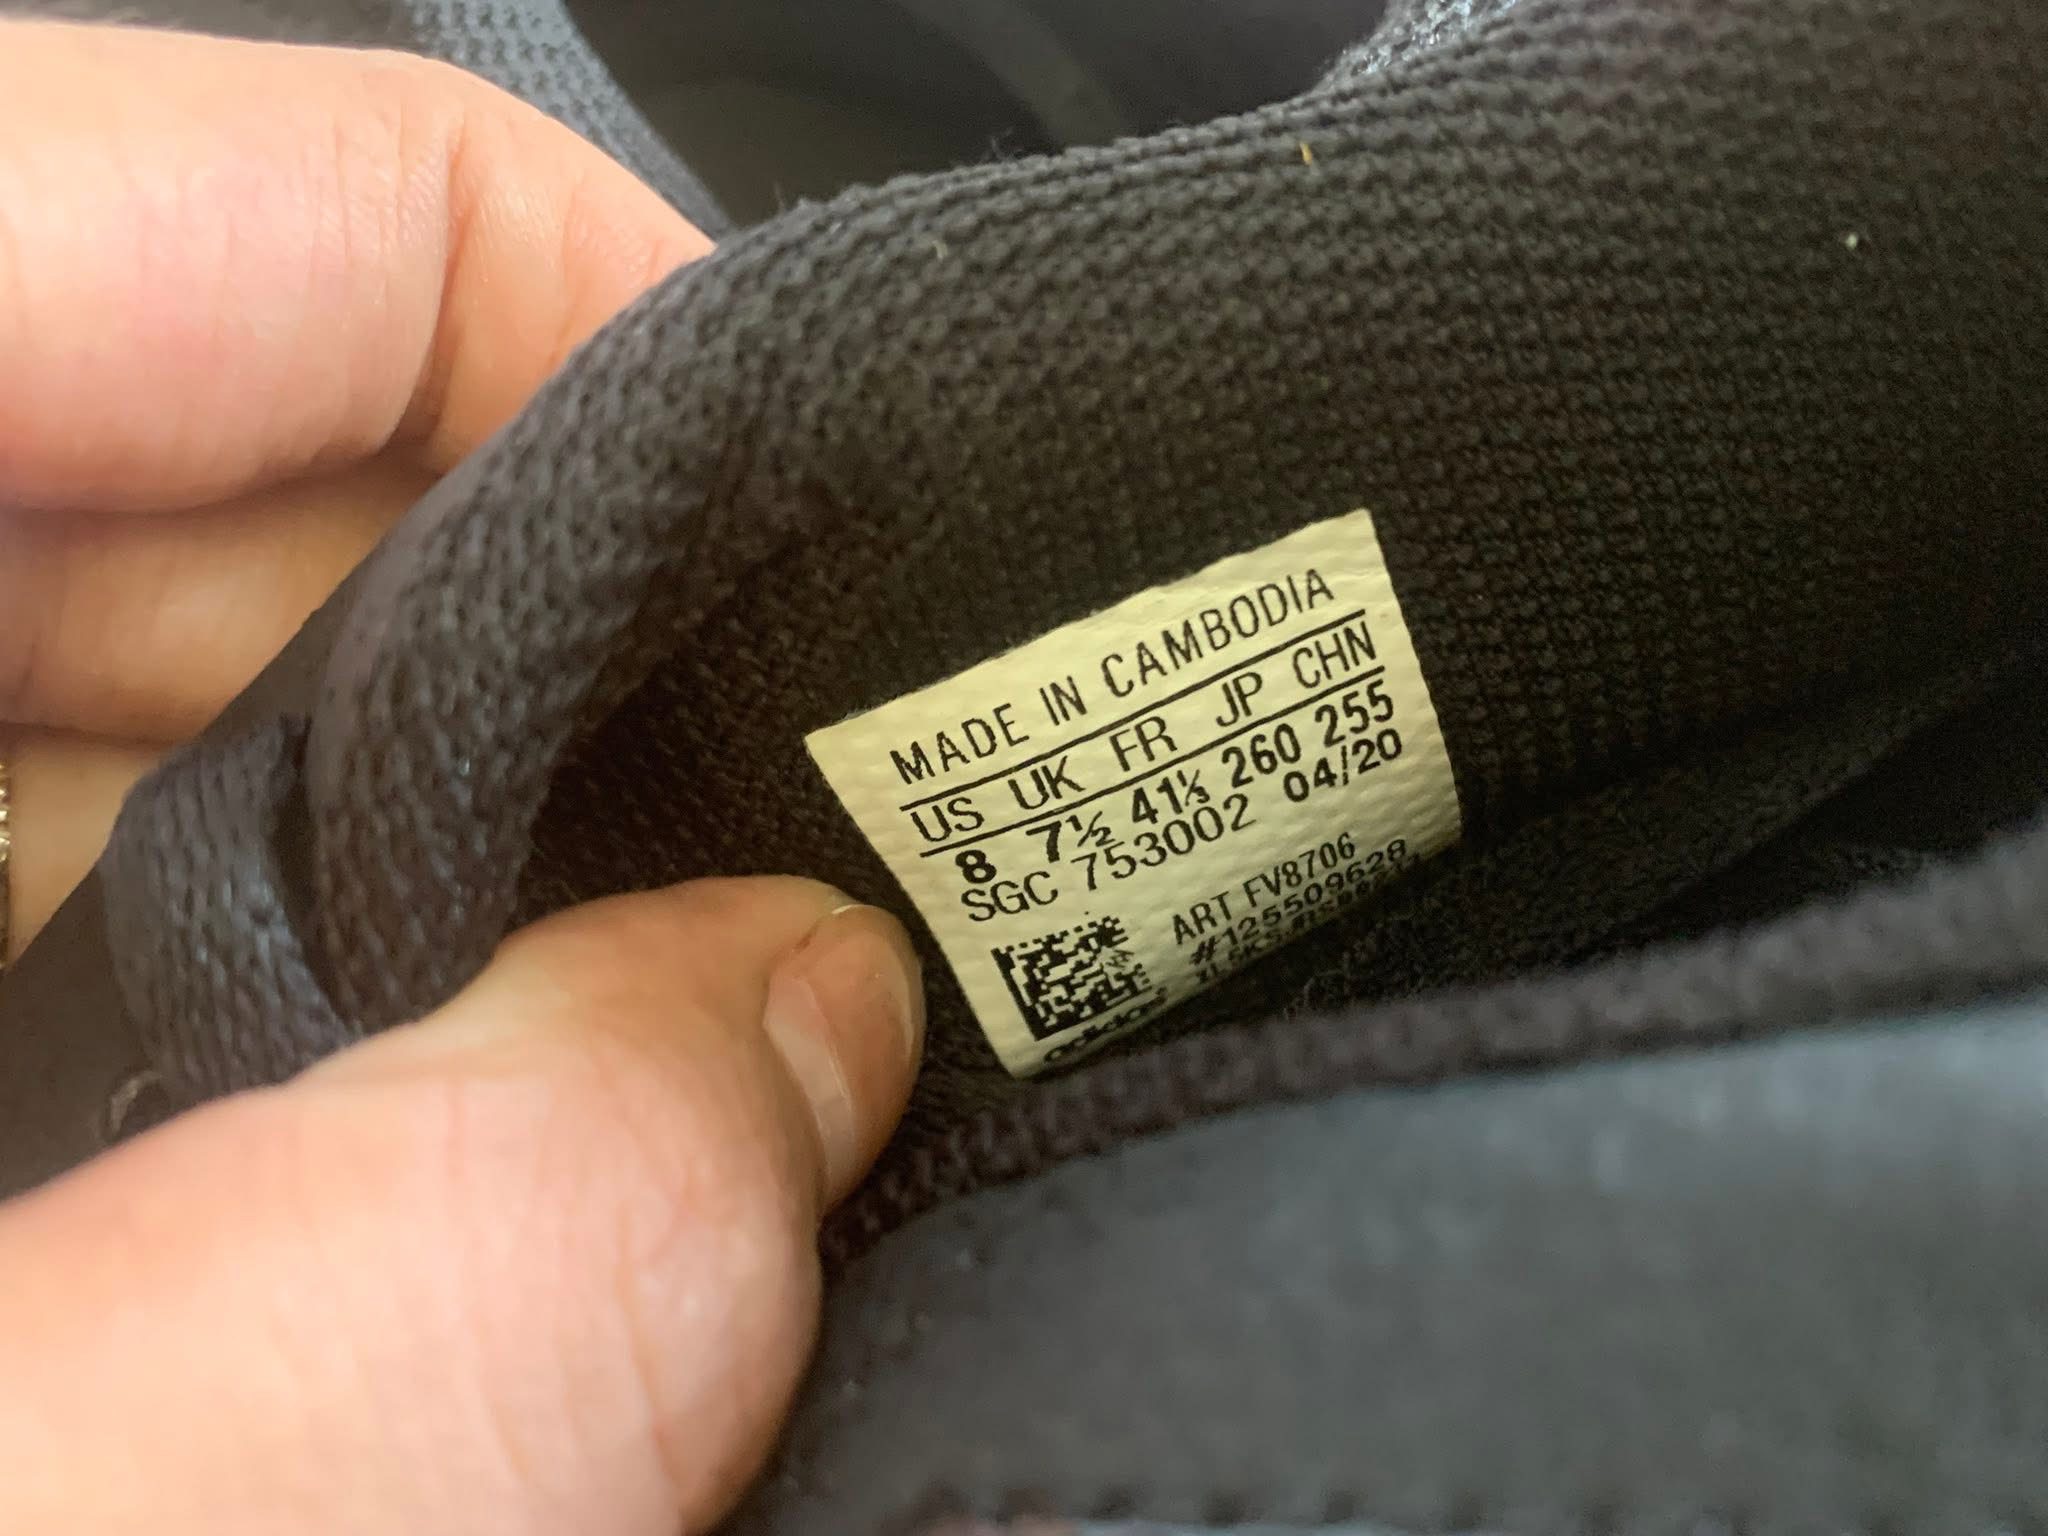 MADE IN CAMBODIA
US UK FR JP CHN
8 7½ 41⅓ 260 255
SGC 753002 04/20
ART FV8706
#1255509628
adidas